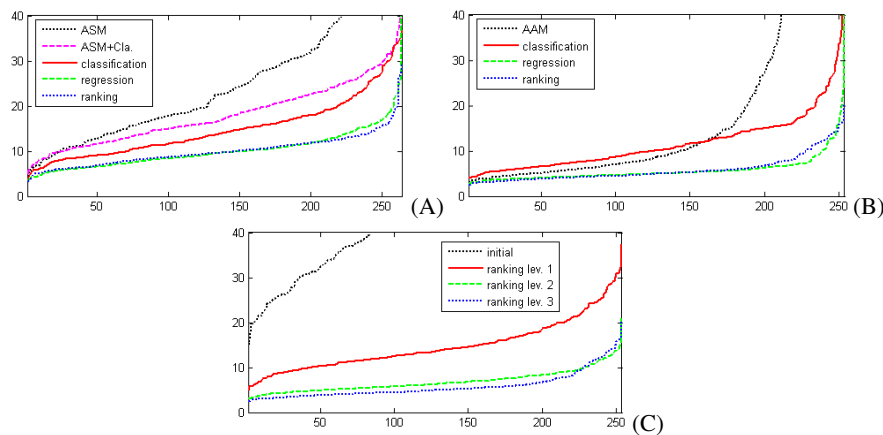 40
30
20
10
0
ASM
ASM+Cla.
classification
regression
ranking
50 100 150 200 250
(A)
40
30
20
10
0
AAM
classification
regression
ranking
50 100 150 200 250
(B)
40
30
20
10
0
initial
ranking lev. 1
ranking lev. 2
ranking lev. 3
50 100 150 200 250
(C)